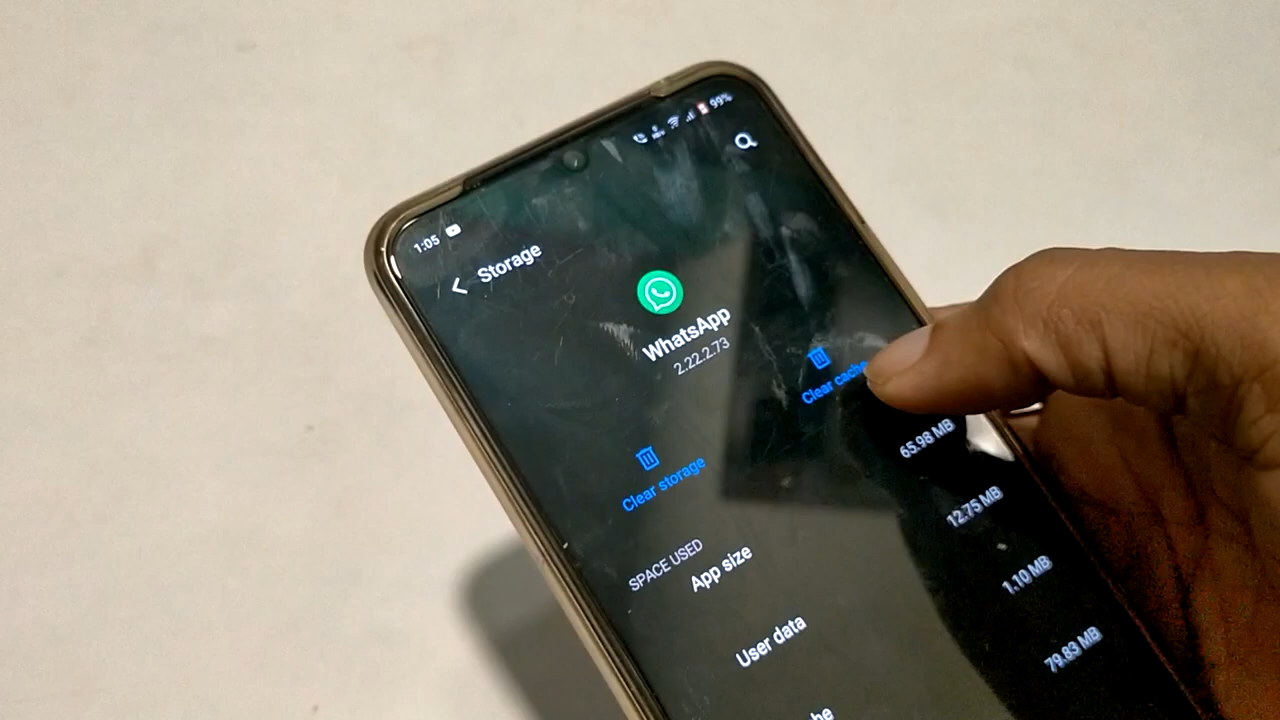 1:05 99%
Storage
WhatsApp
2.22.2.73
Clear storage
Clear cache
SPACE USED
App size 65.98 MB
User data 12.75 MB
1.10 MB
79.83 MB